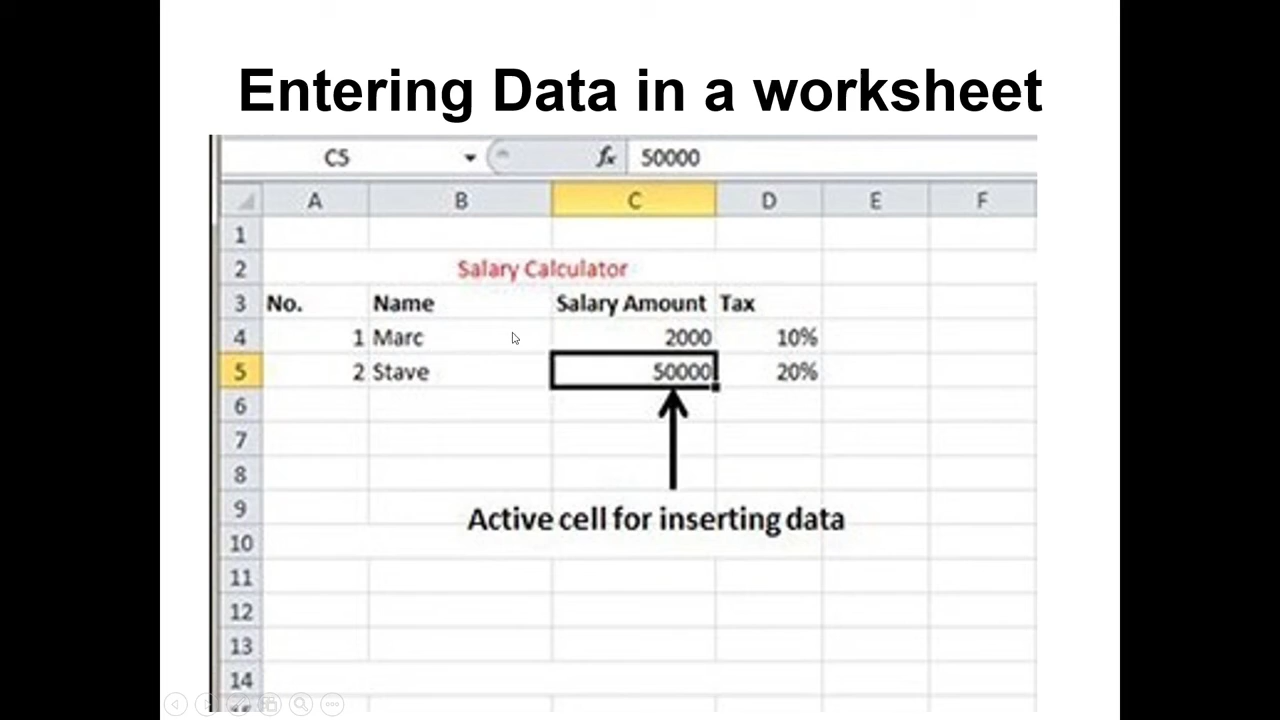 Entering Data in a worksheet
C5 fx 50000
A B C D E F
1
2 Salary Calculator
3 No. Name Salary Amount Tax
4 1 Marc 2000 10%
5 2 Stave 50000 20%
6
7
8
9 Active cell for inserting data
10
11
12
13
14